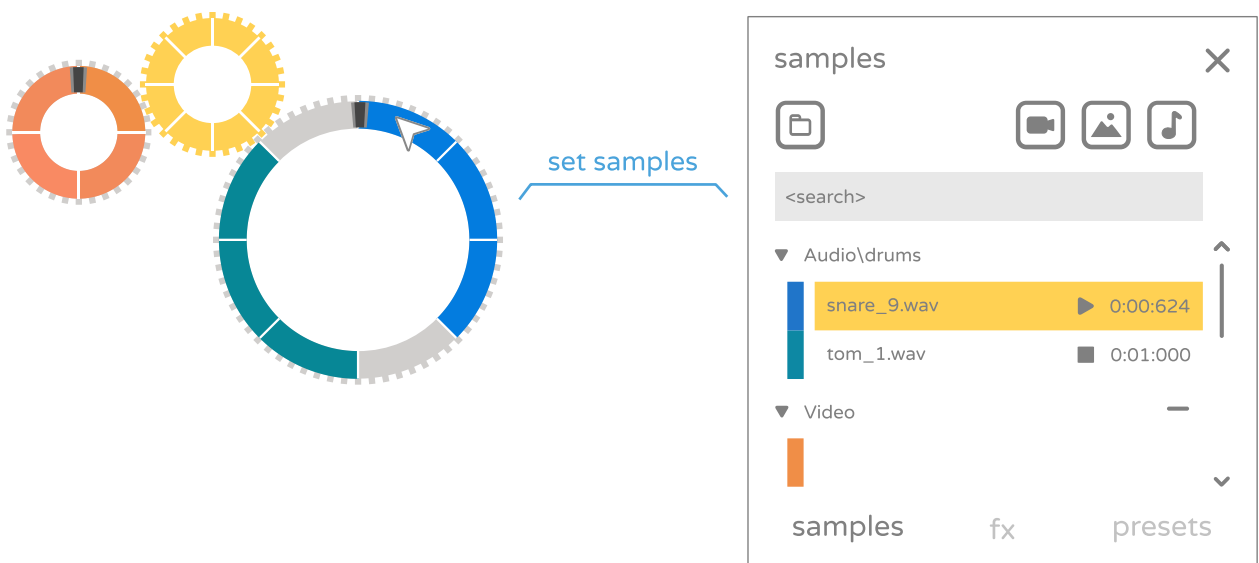 samples
set samples
<search>
Audio\drums
snare_9.wav 0:00:624
tom_1.wav 0:01:000
Video
samples fx presets